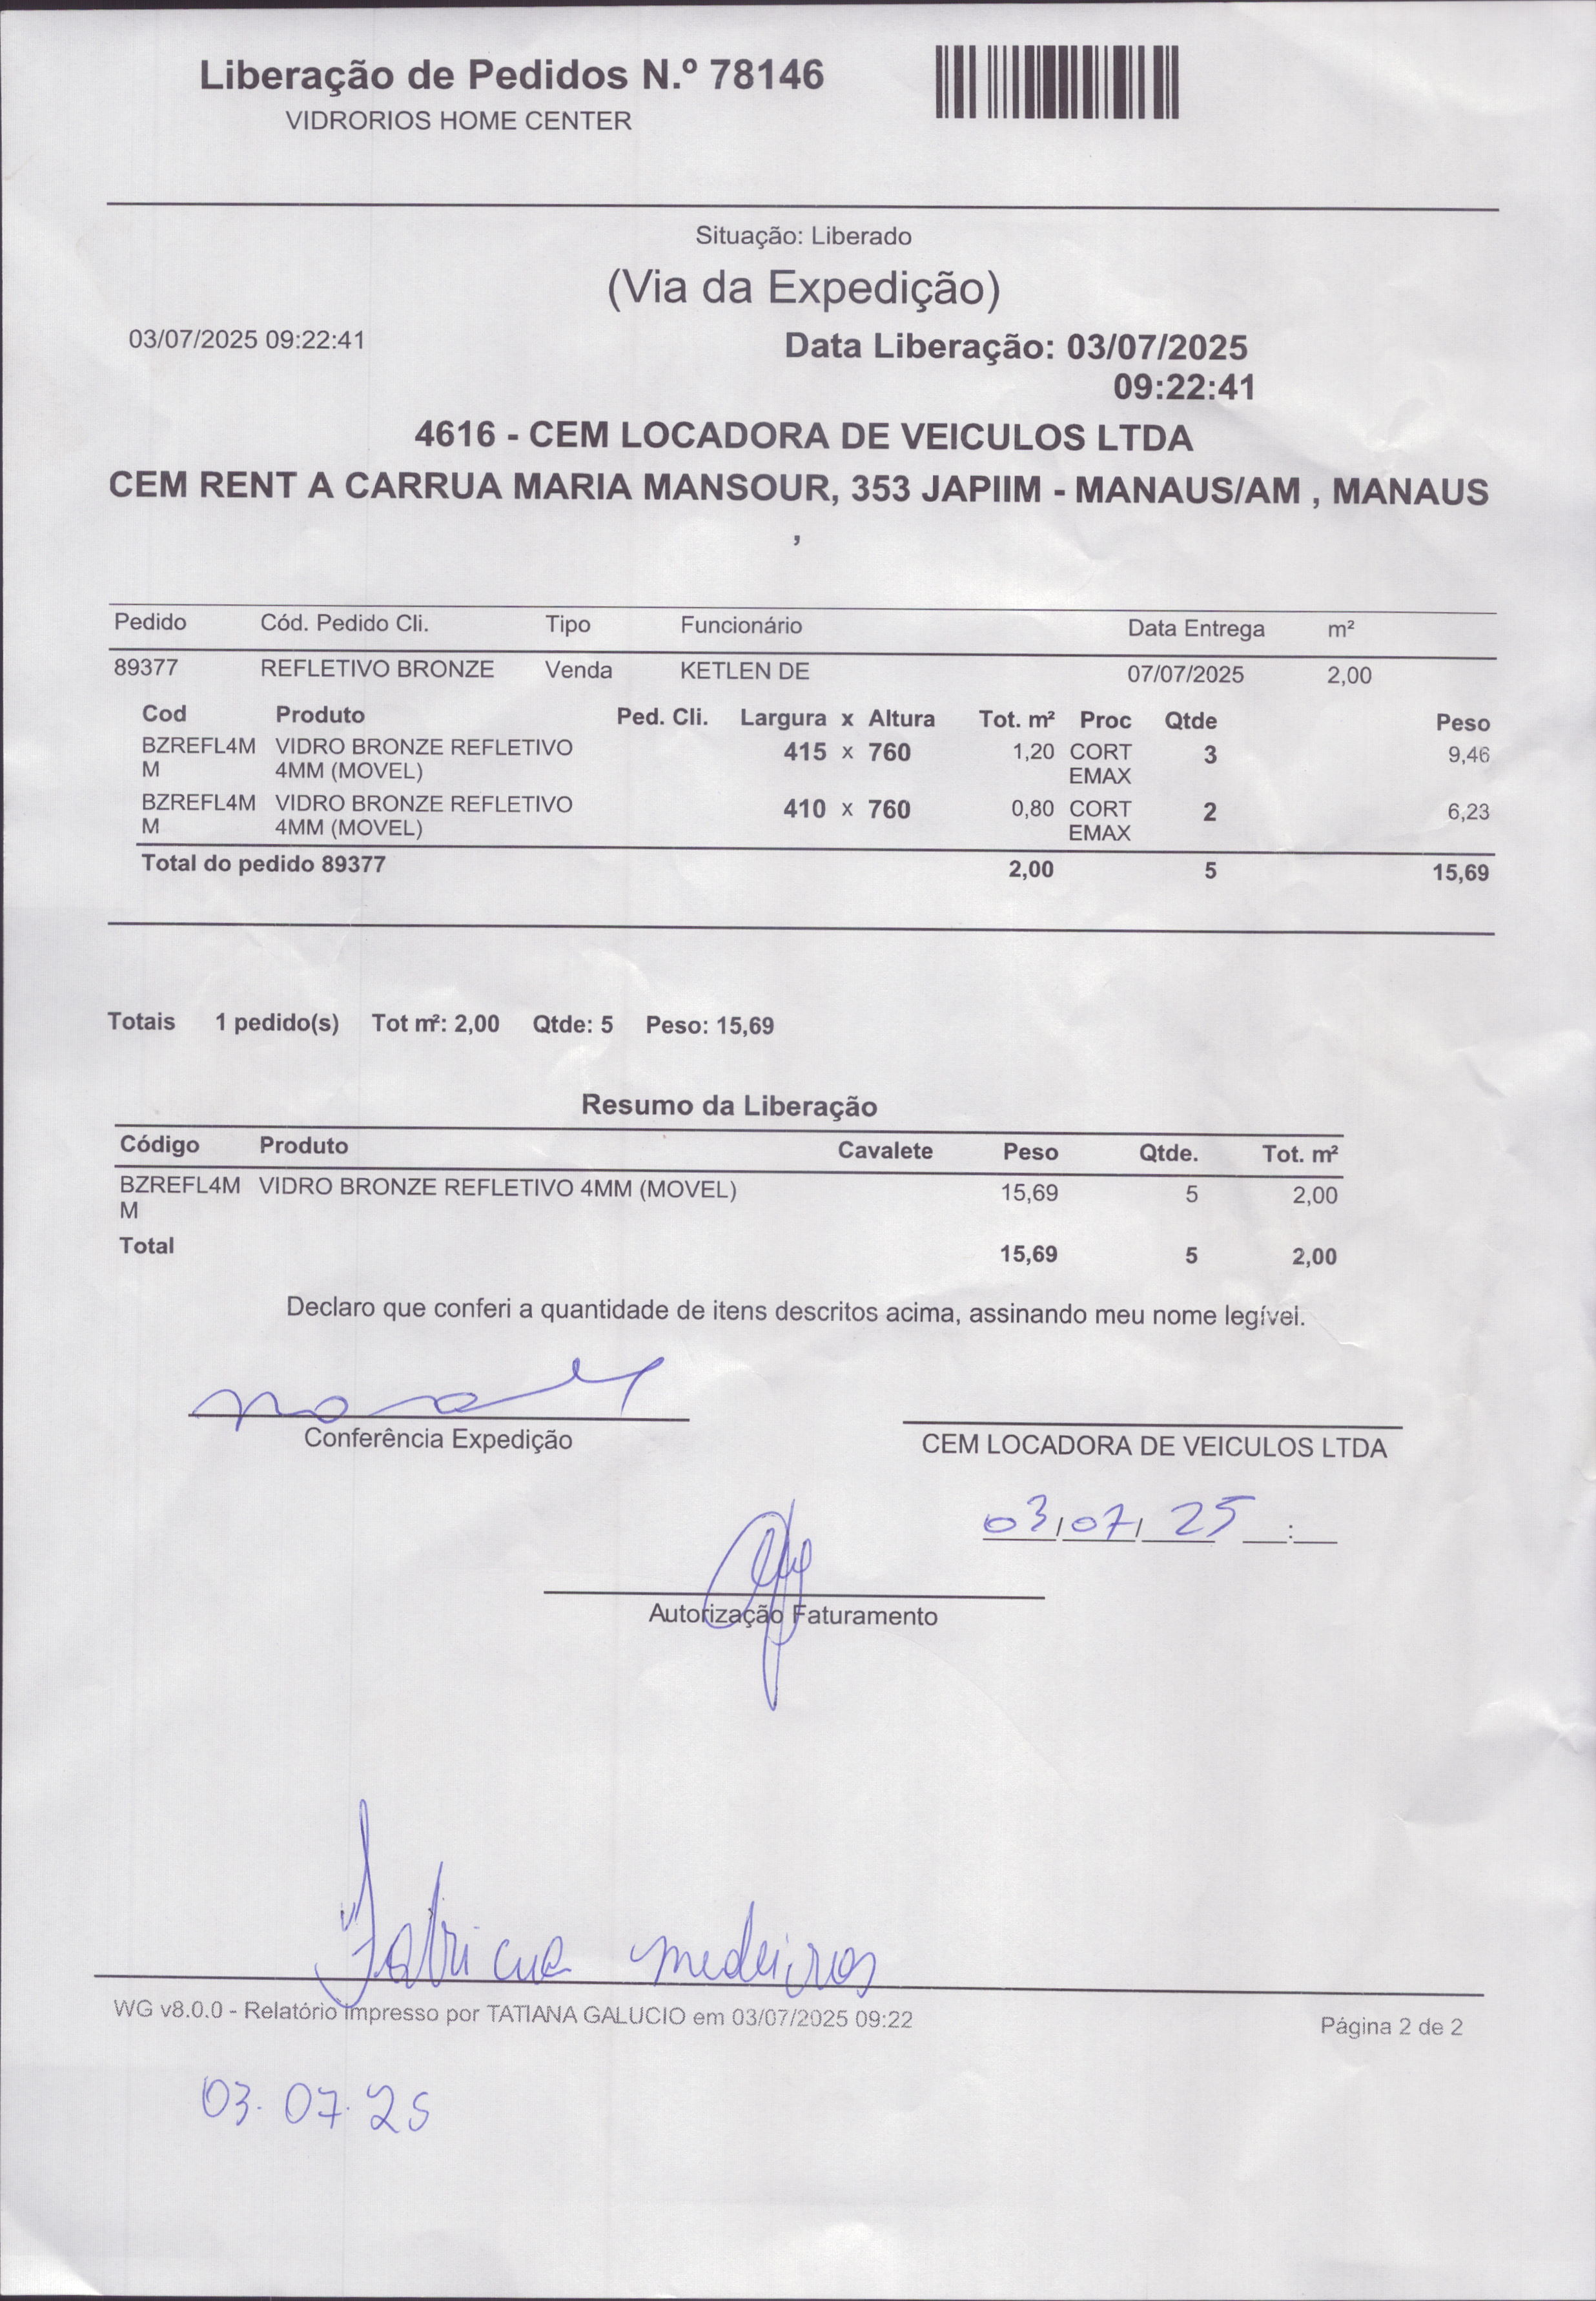 Liberação de Pedidos N.º 78146
VIDRORIOS HOME CENTER
Situação: Liberado
(Via da Expedição)
03/07/2025 09:22:41 Data Liberação: 03/07/2025
09:22:41
4616 - CEM LOCADORA DE VEICULOS LTDA
CEM RENT A CARRUA MARIA MANSOUR, 353 JAPIIM - MANAUS/AM , MANAUS
,
Pedido Cód. Pedido Cli. Tipo Funcionário Data Entrega m²
89377 REFLETIVO BRONZE Venda KETLEN DE 07/07/2025 2,00
Cod Produto Ped. Cli. Largura x Altura Tot. m² Proc Qtde Peso
BZREFL4M VIDRO BRONZE REFLETIVO 415 x 760 1,20 CORT 3 9,46
M 4MM (MOVEL) EMAX
BZREFL4M VIDRO BRONZE REFLETIVO 410 x 760 0,80 CORT 2 6,23
M 4MM (MOVEL) EMAX
Total do pedido 89377 2,00 5 15,69
Totais 1 pedido(s) Tot m²: 2,00 Qtde: 5 Peso: 15,69
Resumo da Liberação
Código Produto Cavalete Peso Qtde. Tot. m²
BZREFL4M VIDRO BRONZE REFLETIVO 4MM (MOVEL) 15,69 5 2,00
M
Total 15,69 5 2,00
Declaro que conferi a quantidade de itens descritos acima, assinando meu nome legível.
Conferência Expedição CEM LOCADORA DE VEICULOS LTDA
03/07/25 :
Autorização Faturamento
medeiros
WG v8.0.0 - Relatório Impresso por TATIANA GALUCIO em 03/07/2025 09:22 Página 2 de 2
03.07.25